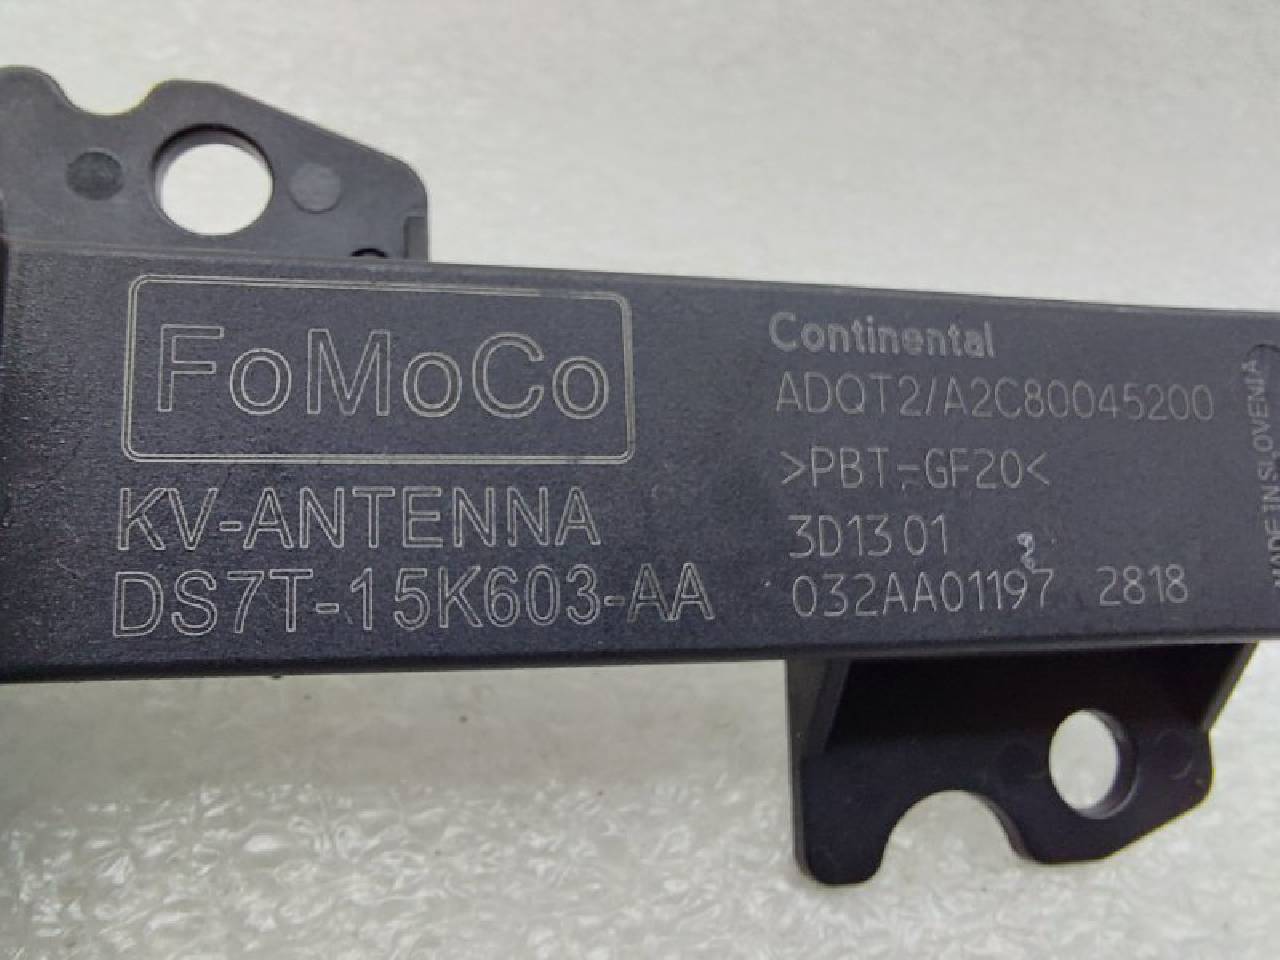 FoMoCo
KV-ANTENNA
DS7T-15K603-AA
Continental
ADQT2/A2C80045200
>PBT-GF20<
3D13 01
032AA01197 2818
MADE IN SLOVENIA